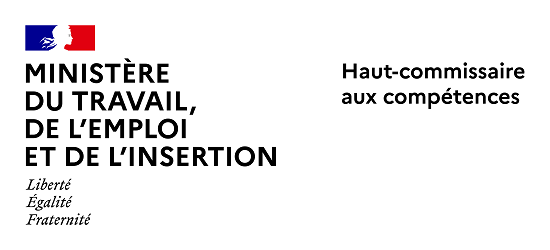 MINISTÈRE
DU TRAVAIL,
DE L'EMPLOI
ET DE L'INSERTION
Liberté
Égalité
Fraternité
Haut-commissaire
aux compétences